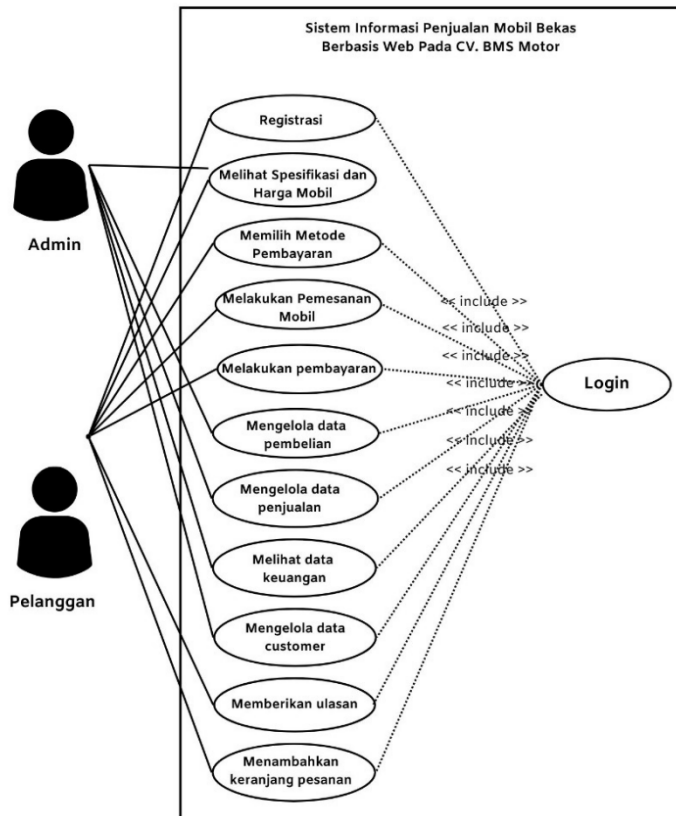 Sistem Informasi Penjualan Mobil Bekas
Berbasis Web Pada CV. BMS Motor
Registrasi
Melihat Spesifikasi dan
Harga Mobil
Admin
Memilih Metode
Pembayaran
Melakukan Pemesanan
Mobil
<< include >>
<< include >>
Melakukan pembayaran
<< include >>
<< include >>
Login
<< include >>
Mengelola data
pembelian
<< include >>
<< include >>
Mengelola data
penjualan
Pelanggan
Melihat data
keuangan
Mengelola data
customer
Memberikan ulasan
Menambahkan
keranjang pesanan